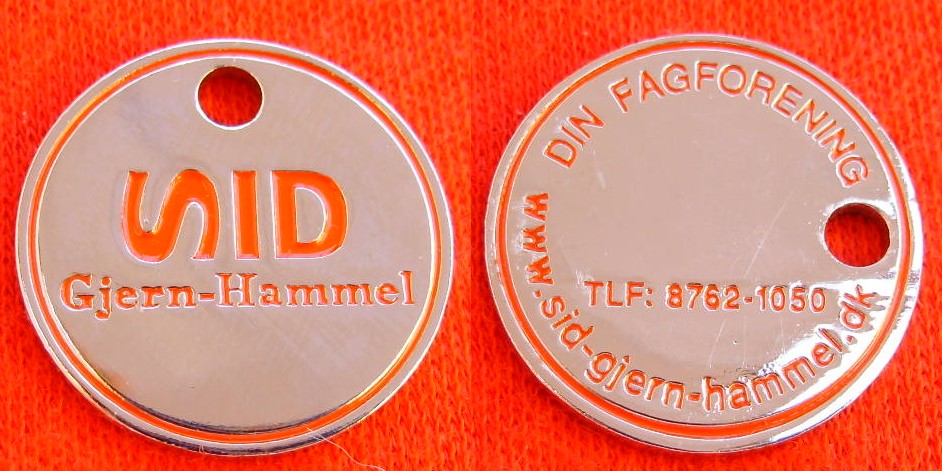 SID
Gjern-Hammel
DIN FAGFORENING
TLF: 8762-1050
www.sid-gjern-hammel.dk